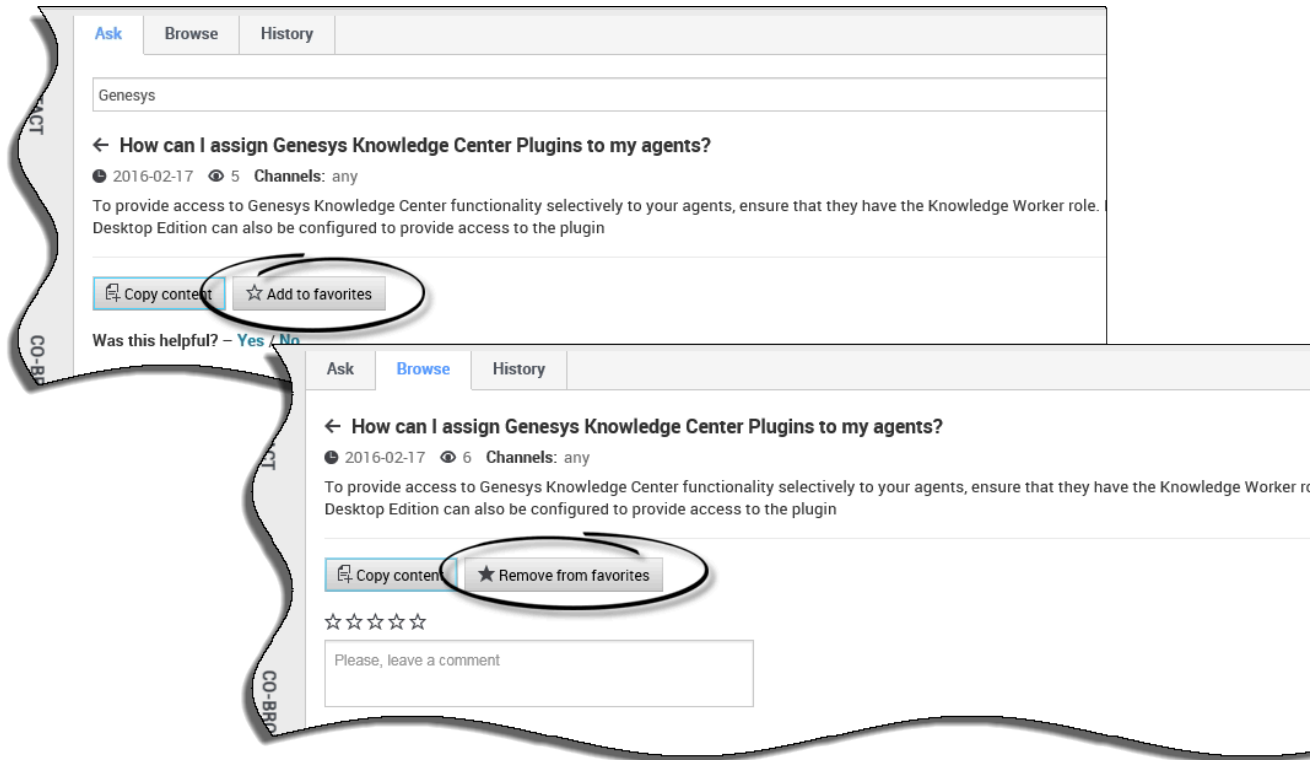 Ask Browse History
Genesys
← How can I assign Genesys Knowledge Center Plugins to my agents?
2016-02-17 5 Channels: any
To provide access to Genesys Knowledge Center functionality selectively to your agents, ensure that they have the Knowledge Worker role.
Desktop Edition can also be configured to provide access to the plugin
Copy content Add to favorites
Was this helpful? – Yes / No
CO-BR
Ask Browse History
← How can I assign Genesys Knowledge Center Plugins to my agents?
2016-02-17 6 Channels: any
To provide access to Genesys Knowledge Center functionality selectively to your agents, ensure that they have the Knowledge Worker
Desktop Edition can also be configured to provide access to the plugin
Copy content Remove from favorites
Please, leave a comment
CO-BRO